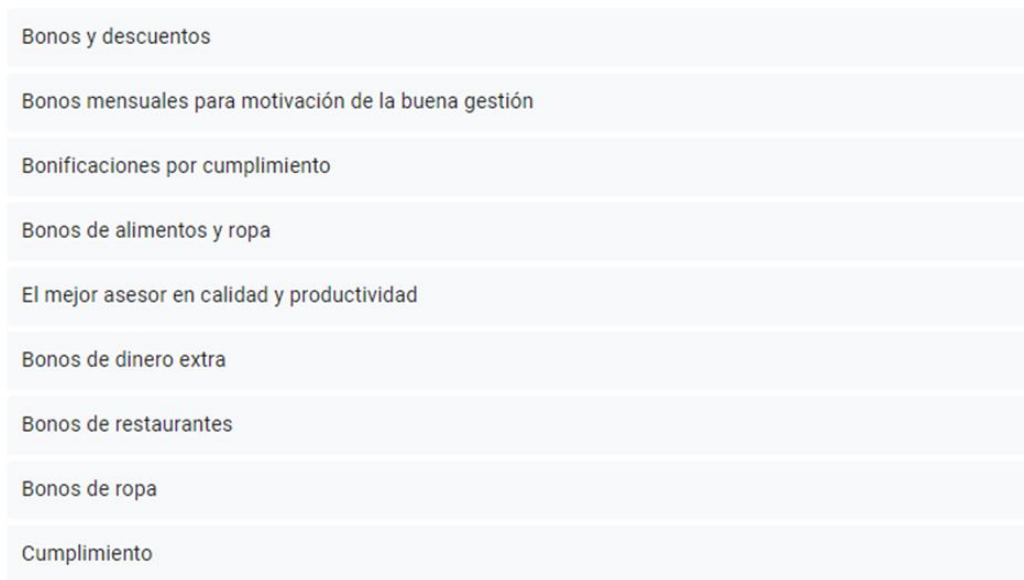 Bonos y descuentos
Bonos mensuales para motivación de la buena gestión
Bonificaciones por cumplimiento
Bonos de alimentos y ropa
El mejor asesor en calidad y productividad
Bonos de dinero extra
Bonos de restaurantes
Bonos de ropa
Cumplimiento